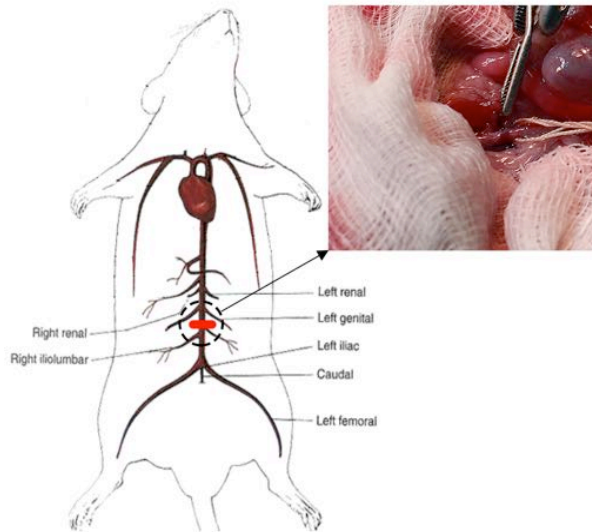 Left renal
Left genital
Right renal
Left iliac
Right iliolumbar
Caudal
Left femoral